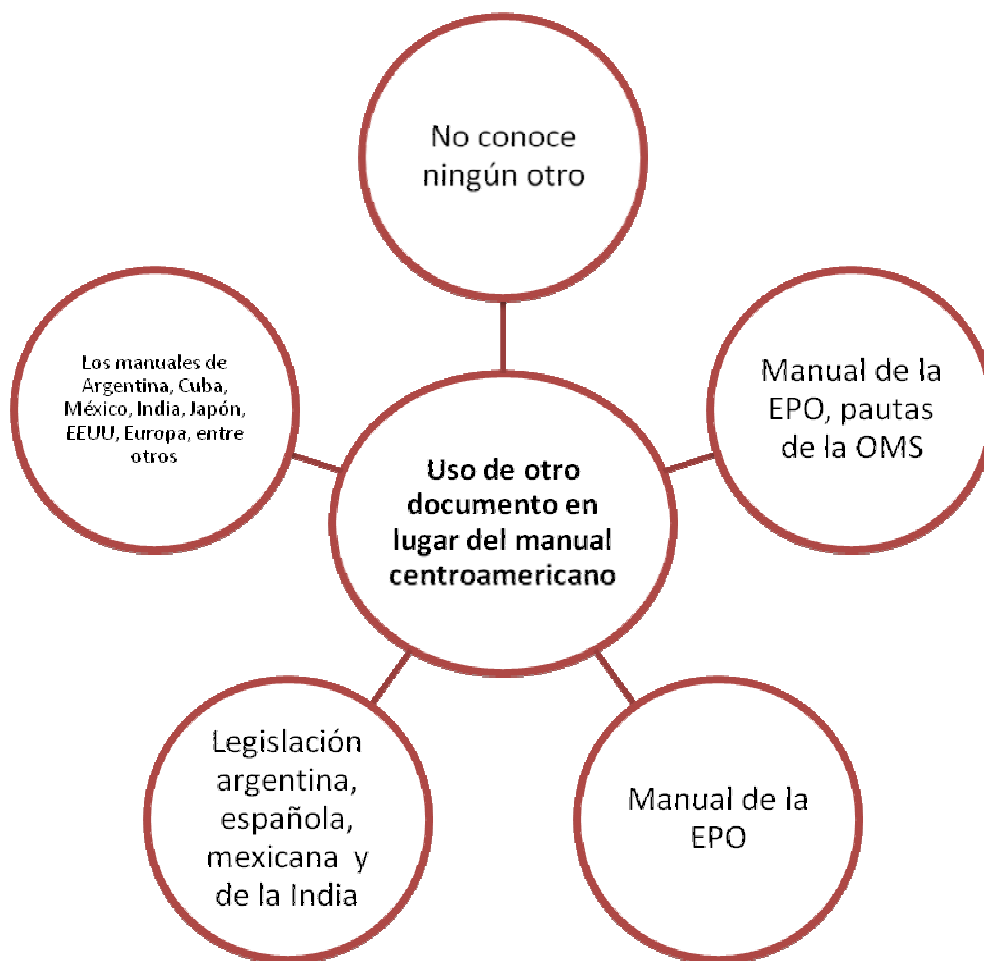 No conoce
ningún otro
Los manuales de
Argentina, Cuba,
México, India, Japón,
EEUU, Europa, entre
otros
Manual de la
EPO, pautas
de la OMS
Uso de otro
documento en
lugar del manual
centroamericano
Legislación
argentina,
española,
mexicana y
de la India
Manual de la
EPO